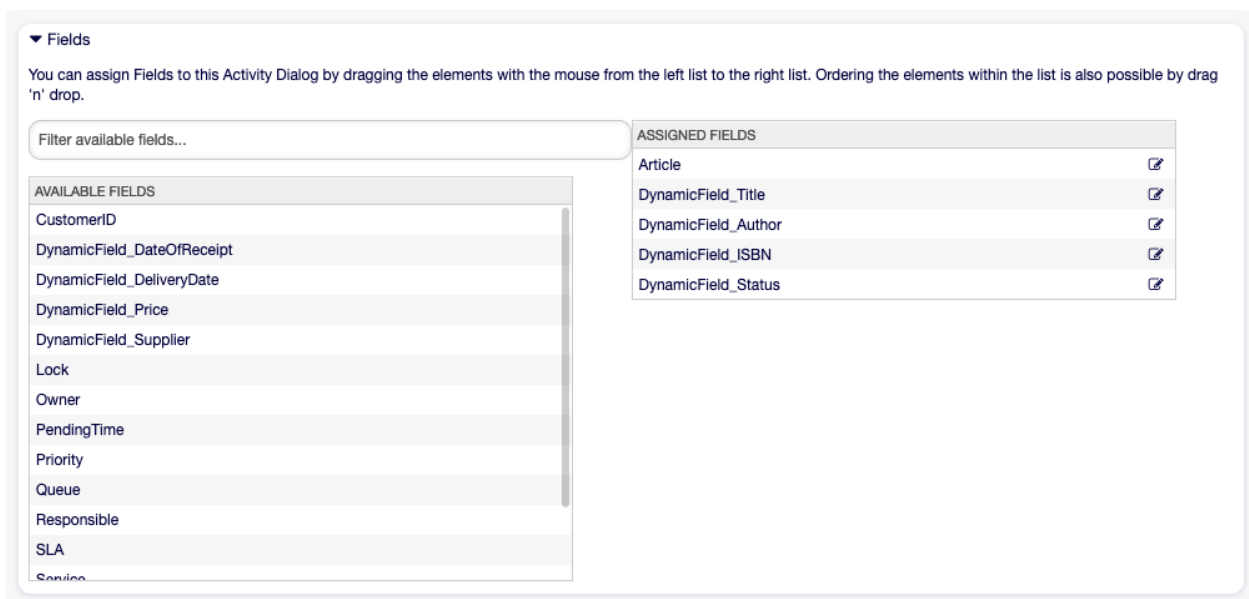 Fields
You can assign Fields to this Activity Dialog by dragging the elements with the mouse from the left list to the right list. Ordering the elements within the list is also possible by drag
'n' drop.
Filter available fields...
AVAILABLE FIELDS
CustomerID
DynamicField_DateOfReceipt
DynamicField_DeliveryDate
DynamicField_Price
DynamicField_Supplier
Lock
Owner
PendingTime
Priority
Queue
Responsible
SLA
Service
ASSIGNED FIELDS
Article
DynamicField_Title
DynamicField_Author
DynamicField_ISBN
DynamicField_Status